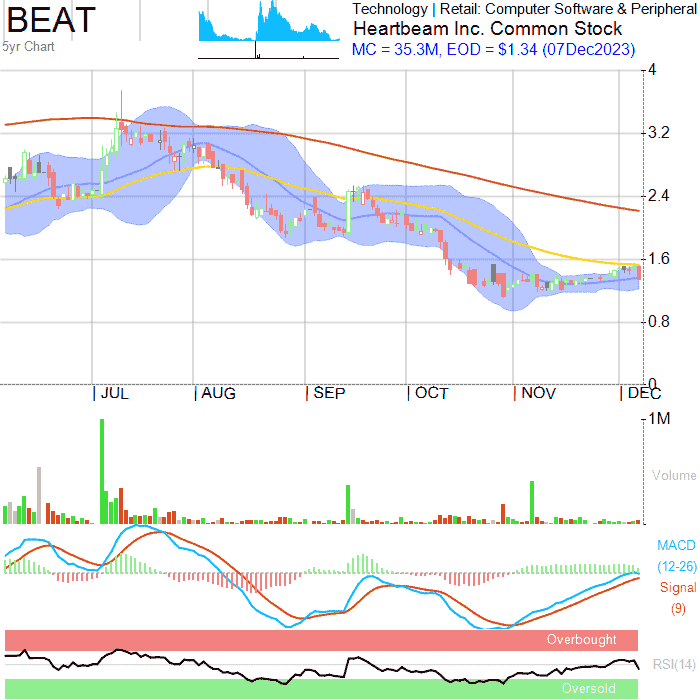 BEAT
5yr Chart
Technology | Retail: Computer Software & Peripheral
Heartbeam Inc. Common Stock
MC = 35.3M, EOD = $1.34 (07Dec2023)
4
3.2
2.4
1.6
0.8
0
JUL AUG SEP OCT NOV DEC
1M
Volume
MACD
(12-26)
Signal
(9)
Overbought
RSI(14)
Oversold